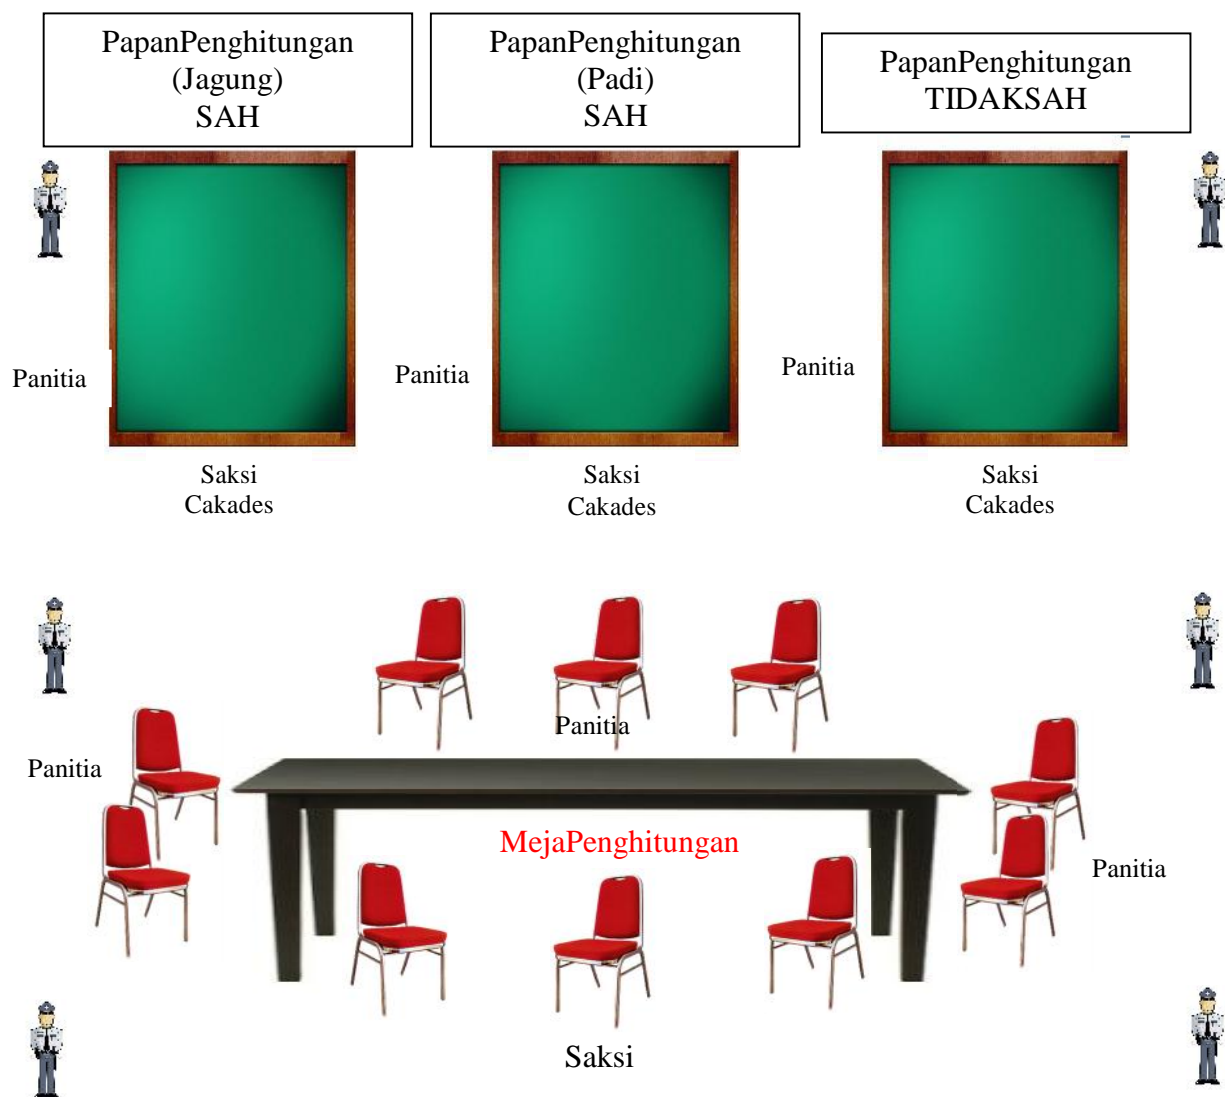 PapanPenghitungan
(Jagung)
SAH
PapanPenghitungan
(Padi)
SAH
PapanPenghitungan
TIDAKSAH
Panitia
Panitia
Panitia
Saksi
Cakades
Saksi
Cakades
Saksi
Cakades
Panitia
Panitia
MejaPenghitungan
Panitia
Saksi